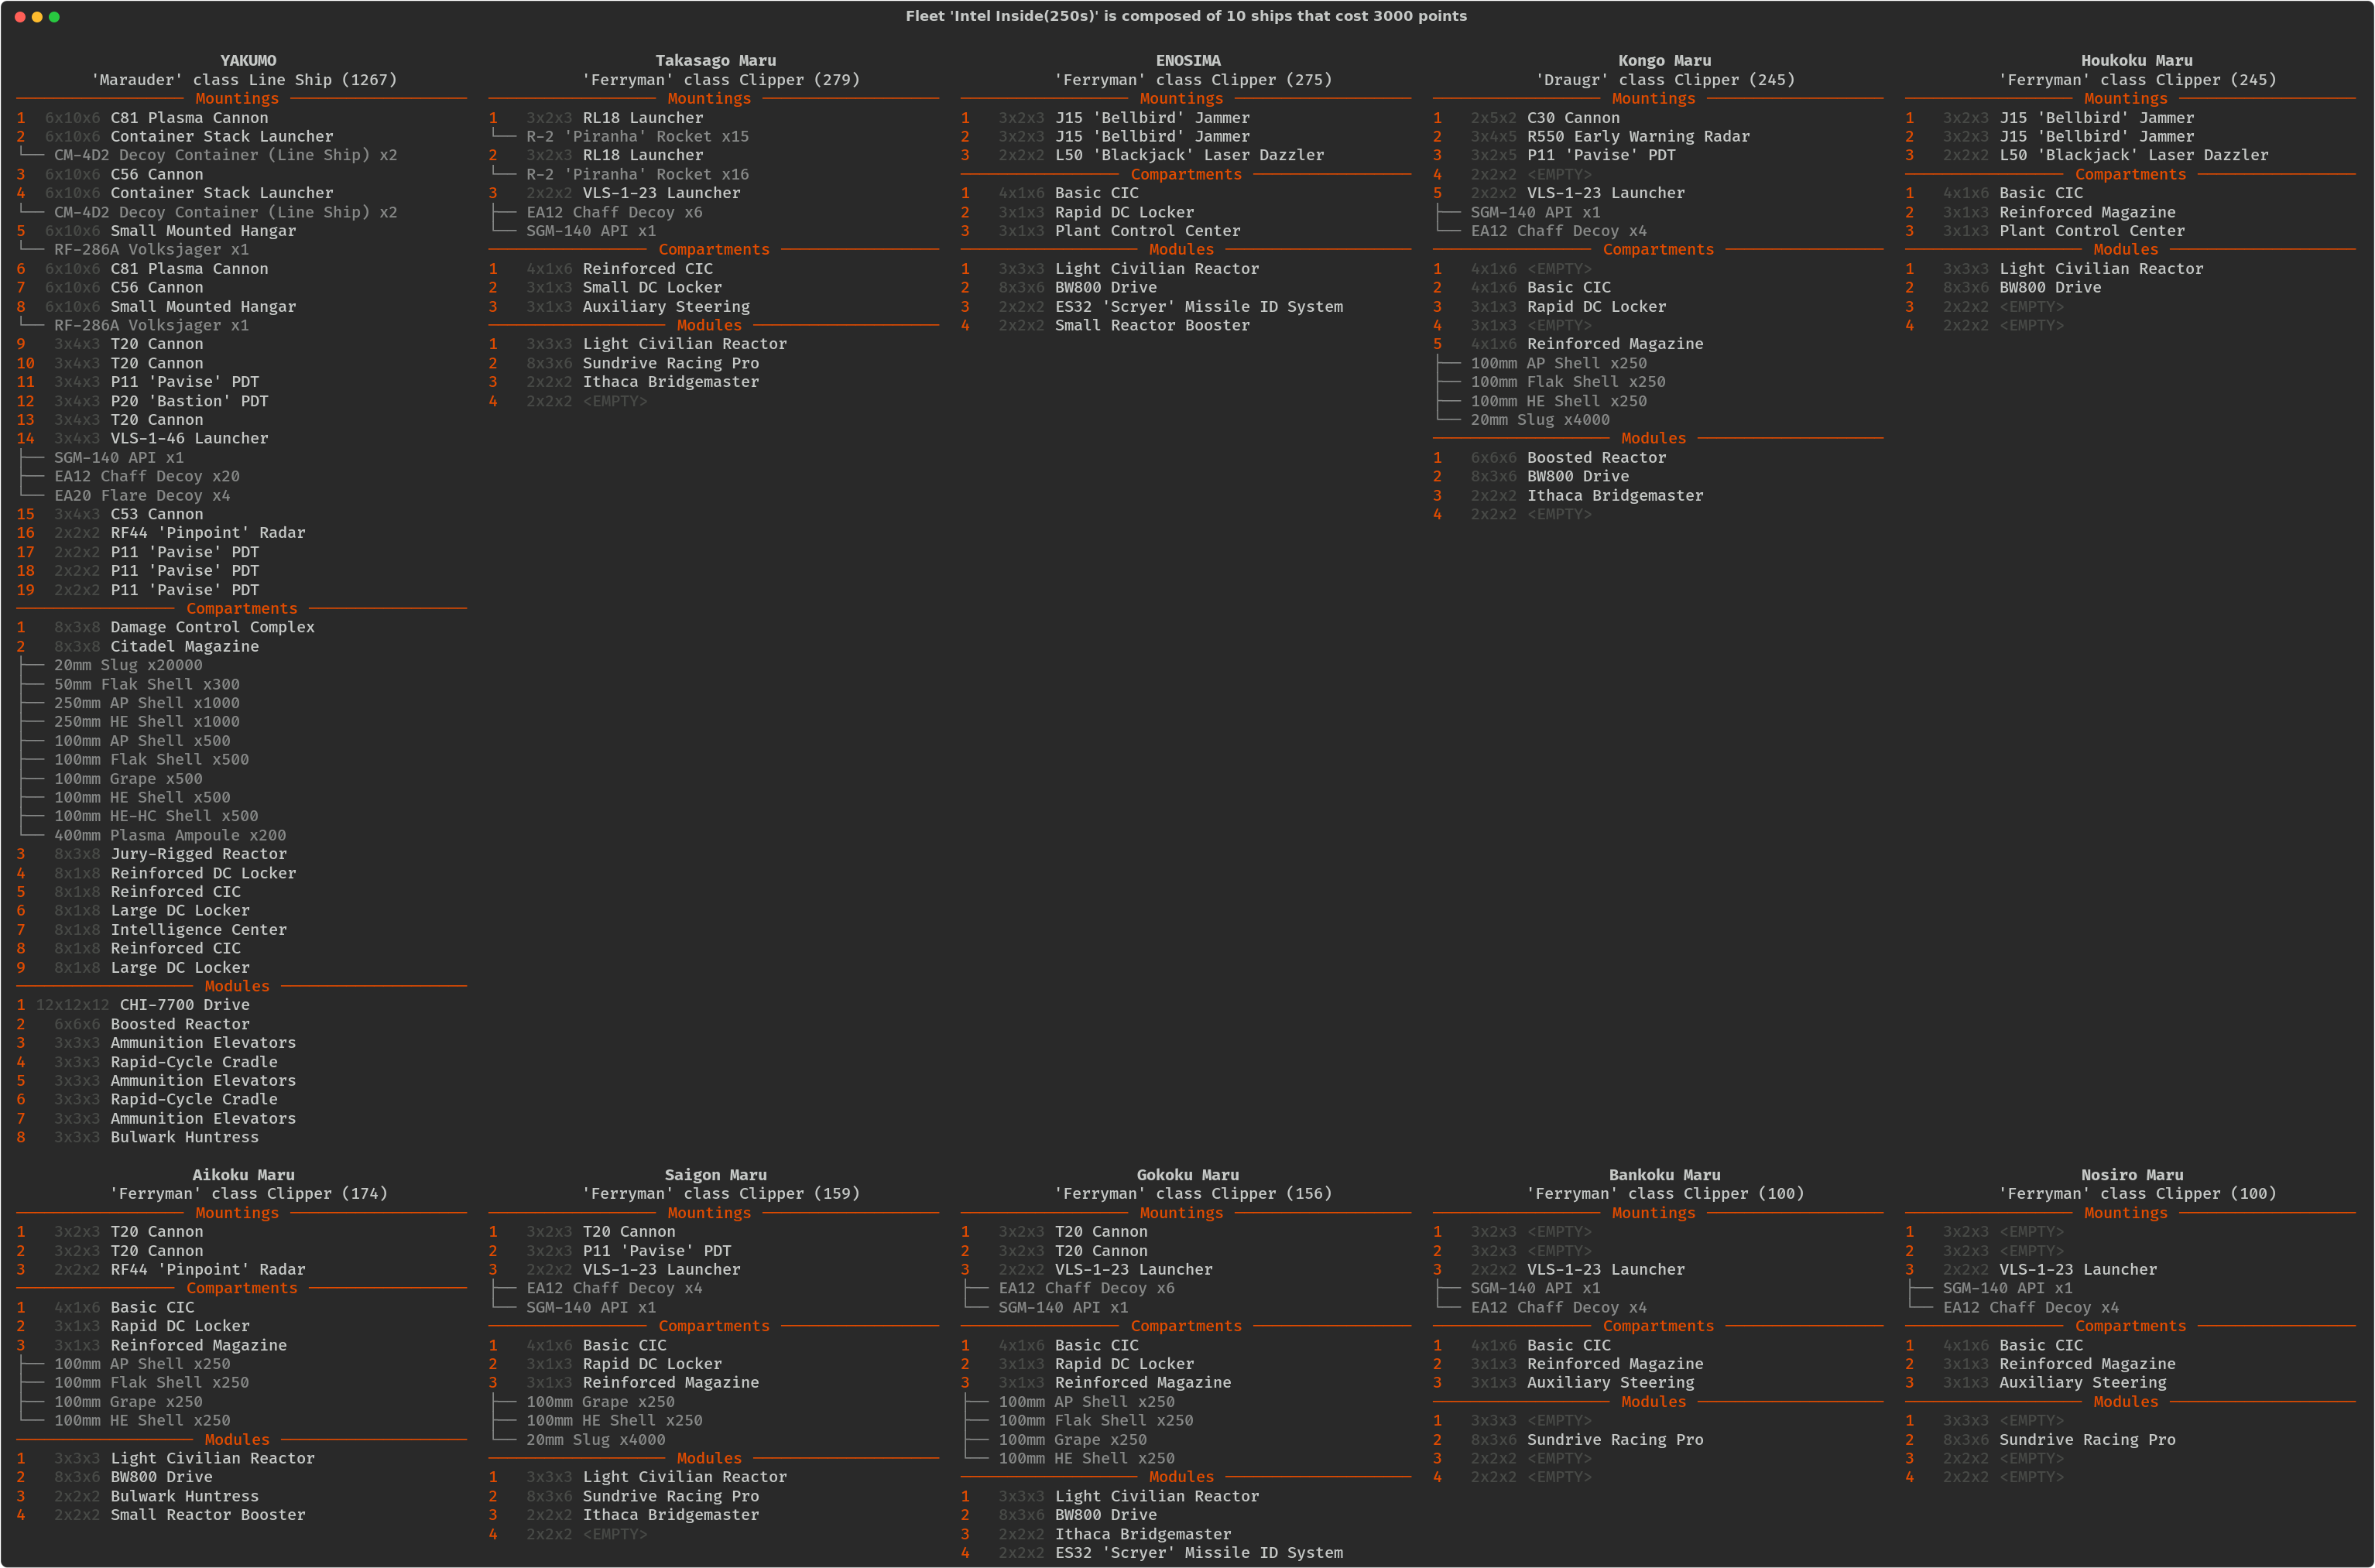 Fleet 'Intel Inside(250s)' is composed of 10 ships that cost 3000 points
YAKUMO
'Marauder' class Line Ship (1267)
Mountings
1 6x10x6 C81 Plasma Cannon
2 6x10x6 Container Stack Launcher
CM-4D2 Decoy Container (Line Ship) x2
3 6x10x6 C56 Cannon
4 6x10x6 Container Stack Launcher
CM-4D2 Decoy Container (Line Ship) x2
5 6x10x6 Small Mounted Hangar
RF-286A Volksjager x1
6 6x10x6 C81 Plasma Cannon
7 6x10x6 C56 Cannon
8 6x10x6 Small Mounted Hangar
RF-286A Volksjager x1
9 3x4x3 T20 Cannon
10 3x4x3 T20 Cannon
11 3x4x3 P11 'Pavise' PDT
12 3x4x3 P20 'Bastion' PDT
13 3x4x3 T20 Cannon
14 3x4x3 VLS-1-46 Launcher
SGM-140 API x1
EA12 Chaff Decoy x20
EA20 Flare Decoy x4
15 3x4x3 C53 Cannon
16 2x2x2 RF44 'Pinpoint' Radar
17 2x2x2 P11 'Pavise' PDT
18 2x2x2 P11 'Pavise' PDT
19 2x2x2 P11 'Pavise' PDT
Compartments
1 8x3x8 Damage Control Complex
2 8x3x8 Citadel Magazine
20mm Slug x20000
50mm Flak Shell x300
250mm AP Shell x1000
250mm HE Shell x1000
100mm AP Shell x500
100mm Flak Shell x500
100mm Grape x500
100mm HE Shell x500
100mm HE-HC Shell x500
400mm Plasma Ampoule x200
3 8x3x8 Jury-Rigged Reactor
4 8x1x8 Reinforced DC Locker
5 8x1x8 Reinforced CIC
6 8x1x8 Large DC Locker
7 8x1x8 Intelligence Center
8 8x1x8 Reinforced CIC
9 8x1x8 Large DC Locker
Modules
1 12x12x12 CHI-7700 Drive
2 6x6x6 Boosted Reactor
3 3x3x3 Ammunition Elevators
4 3x3x3 Rapid-Cycle Cradle
5 3x3x3 Ammunition Elevators
6 3x3x3 Rapid-Cycle Cradle
7 3x3x3 Ammunition Elevators
8 3x3x3 Bulwark Huntress
Takasago Maru
'Ferryman' class Clipper (279)
Mountings
1 3x2x3 RL18 Launcher
R-2 'Piranha' Rocket x15
2 3x2x3 RL18 Launcher
R-2 'Piranha' Rocket x16
3 2x2x2 VLS-1-23 Launcher
EA12 Chaff Decoy x6
SGM-140 API x1
Compartments
1 4x1x6 Reinforced CIC
2 3x1x3 Small DC Locker
3 3x1x3 Auxiliary Steering
Modules
1 3x3x3 Light Civilian Reactor
2 8x3x6 Sundrive Racing Pro
3 2x2x2 Ithaca Bridgemaster
4 2x2x2 <EMPTY>
ENOSIMA
'Ferryman' class Clipper (275)
Mountings
1 3x2x3 J15 'Bellbird' Jammer
2 3x2x3 J15 'Bellbird' Jammer
3 2x2x2 L50 'Blackjack' Laser Dazzler
Compartments
1 4x1x6 Basic CIC
2 3x1x3 Rapid DC Locker
3 3x1x3 Plant Control Center
Modules
1 3x3x3 Light Civilian Reactor
2 8x3x6 BW800 Drive
3 2x2x2 ES32 'Scryer' Missile ID System
4 2x2x2 Small Reactor Booster
Kongo Maru
'Draugr' class Clipper (245)
Mountings
1 2x5x2 C30 Cannon
2 3x4x5 R550 Early Warning Radar
3 3x2x5 P11 'Pavise' PDT
4 2x2x2 <EMPTY>
5 2x2x2 VLS-1-23 Launcher
SGM-140 API x1
EA12 Chaff Decoy x4
Compartments
1 4x1x6 <EMPTY>
2 4x1x6 Basic CIC
3 3x1x3 Rapid DC Locker
4 3x1x3 <EMPTY>
5 4x1x6 Reinforced Magazine
100mm AP Shell x250
100mm Flak Shell x250
100mm HE Shell x250
20mm Slug x4000
Modules
1 6x6x6 Boosted Reactor
2 8x3x6 BW800 Drive
3 2x2x2 Ithaca Bridgemaster
4 2x2x2 <EMPTY>
Houkoku Maru
'Ferryman' class Clipper (245)
Mountings
1 3x2x3 J15 'Bellbird' Jammer
2 3x2x3 J15 'Bellbird' Jammer
3 2x2x2 L50 'Blackjack' Laser Dazzler
Compartments
1 4x1x6 Basic CIC
2 3x1x3 Reinforced Magazine
3 3x1x3 Plant Control Center
Modules
1 3x3x3 Light Civilian Reactor
2 8x3x6 BW800 Drive
3 2x2x2 <EMPTY>
4 2x2x2 <EMPTY>
Aikoku Maru
'Ferryman' class Clipper (174)
Mountings
1 3x2x3 T20 Cannon
2 3x2x3 T20 Cannon
3 2x2x2 RF44 'Pinpoint' Radar
Compartments
1 4x1x6 Basic CIC
2 3x1x3 Rapid DC Locker
3 3x1x3 Reinforced Magazine
100mm AP Shell x250
100mm Flak Shell x250
100mm Grape x250
100mm HE Shell x250
Modules
1 3x3x3 Light Civilian Reactor
2 8x3x6 BW800 Drive
3 2x2x2 Bulwark Huntress
4 2x2x2 Small Reactor Booster
Saigon Maru
'Ferryman' class Clipper (159)
Mountings
1 3x2x3 T20 Cannon
2 3x2x3 P11 'Pavise' PDT
3 2x2x2 VLS-1-23 Launcher
EA12 Chaff Decoy x4
SGM-140 API x1
Compartments
1 4x1x6 Basic CIC
2 3x1x3 Rapid DC Locker
3 3x1x3 Reinforced Magazine
100mm Grape x250
100mm HE Shell x250
20mm Slug x4000
Modules
1 3x3x3 Light Civilian Reactor
2 8x3x6 Sundrive Racing Pro
3 2x2x2 Ithaca Bridgemaster
4 2x2x2 <EMPTY>
Gokoku Maru
'Ferryman' class Clipper (156)
Mountings
1 3x2x3 T20 Cannon
2 3x2x3 T20 Cannon
3 2x2x2 VLS-1-23 Launcher
EA12 Chaff Decoy x6
SGM-140 API x1
Compartments
1 4x1x6 Basic CIC
2 3x1x3 Rapid DC Locker
3 3x1x3 Reinforced Magazine
100mm AP Shell x250
100mm Flak Shell x250
100mm Grape x250
100mm HE Shell x250
Modules
1 3x3x3 Light Civilian Reactor
2 8x3x6 BW800 Drive
3 2x2x2 Ithaca Bridgemaster
4 2x2x2 ES32 'Scryer' Missile ID System
Bankoku Maru
'Ferryman' class Clipper (100)
Mountings
1 3x2x3 <EMPTY>
2 3x2x3 <EMPTY>
3 2x2x2 VLS-1-23 Launcher
SGM-140 API x1
EA12 Chaff Decoy x4
Compartments
1 4x1x6 Basic CIC
2 3x1x3 Reinforced Magazine
3 3x1x3 Auxiliary Steering
Modules
1 3x3x3 <EMPTY>
2 8x3x6 Sundrive Racing Pro
3 2x2x2 <EMPTY>
4 2x2x2 <EMPTY>
Nosiro Maru
'Ferryman' class Clipper (100)
Mountings
1 3x2x3 <EMPTY>
2 3x2x3 <EMPTY>
3 2x2x2 VLS-1-23 Launcher
SGM-140 API x1
EA12 Chaff Decoy x4
Compartments
1 4x1x6 Basic CIC
2 3x1x3 Reinforced Magazine
3 3x1x3 Auxiliary Steering
Modules
1 3x3x3 <EMPTY>
2 8x3x6 Sundrive Racing Pro
3 2x2x2 <EMPTY>
4 2x2x2 <EMPTY>